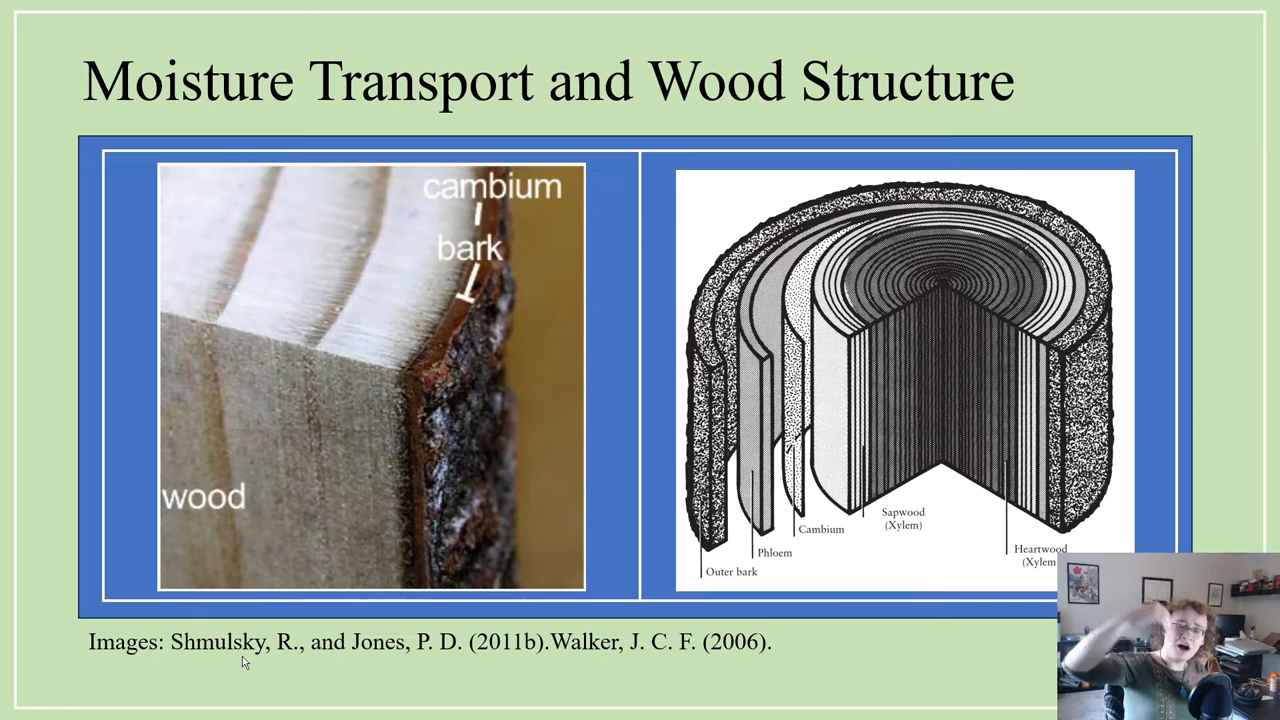 Moisture Transport and Wood Structure
cambium
bark
wood
Sapwood
(Xylem)
Cambium
Heartwood
(Xylem
Phloem
Outer bark
Images: Shmulsky, R., and Jones, P. D. (2011b).Walker, J. C. F. (2006).